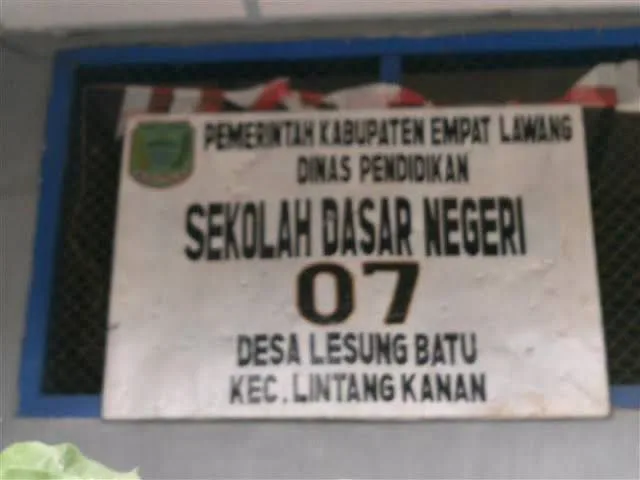 PEMERINTAH KABUPATEN EMPAT LAWANG
DINAS PENDIDIKAN
SEKOLAH DASAR NEGERI
07
DESA LESUNG BATU
KEC. LINTANG KANAN